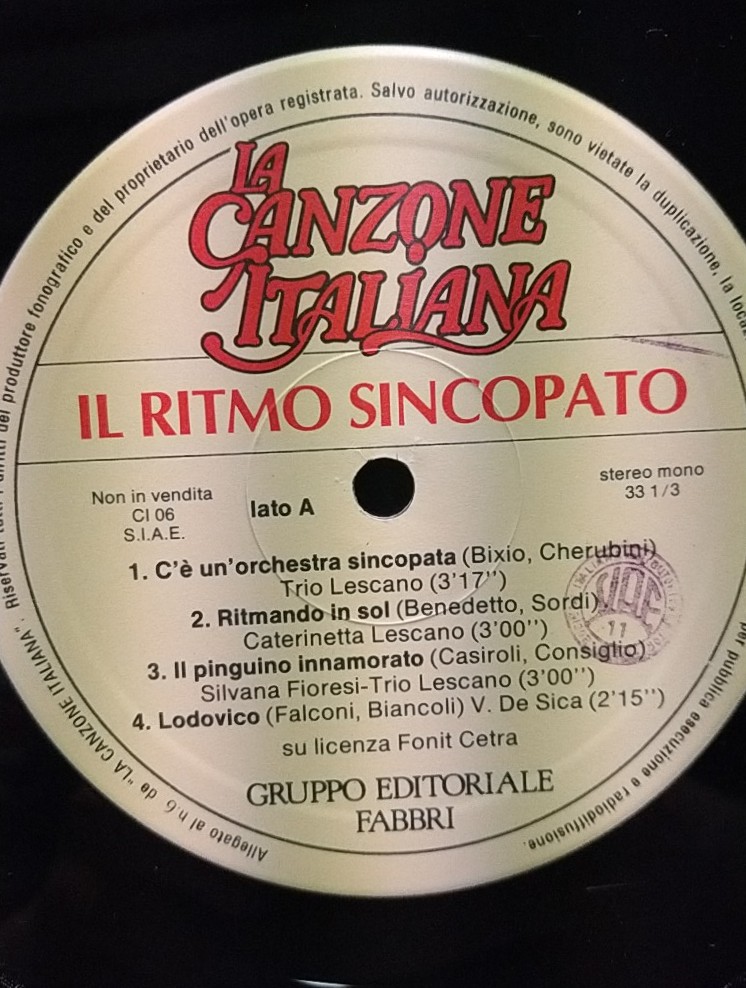 Riservati tutti i diritti del produttore fonografico e del proprietario dell'opera registrata. Salvo autorizzazione, sono vietate la duplicazione, la
LA
CANZONE
ITALIANA
IL RITMO SINCOPATO
Non in vendita
CI 06
S.I.A.E.
lato A
stereo mono
33 1/3
1. C'è un'orchestra sincopata (Bixio, Cherubini)
Trio Lescano (3'17'')
2. Ritmando in sol (Benedetto, Sordi)
Caterinetta Lescano (3'00'')
3. Il pinguino innamorato (Casiroli, Consiglio)
Silvana Fioresi-Trio Lescano (3'00'')
4. Lodovico (Falconi, Biancoli) V. De Sica (2'15'')
su licenza Fonit Cetra
GRUPPO EDITORIALE
FABBRI
per pubblica esecuzione e radiodiffusione.
Allegato al n. 6 de "LA CANZONE ITALIANA".